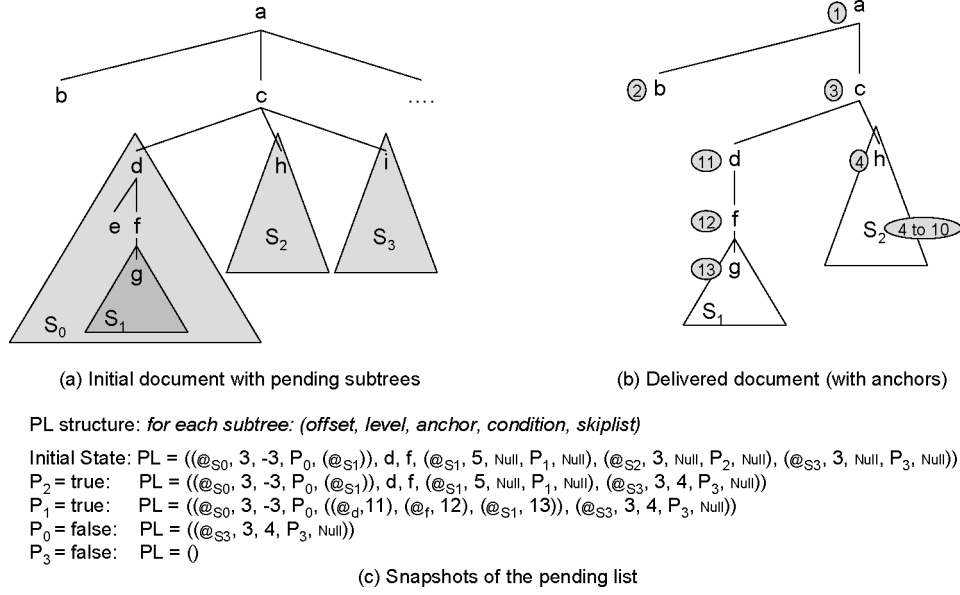 a
b
c
....
d
h
i
e
f
g
S0
S1
S2
S3
(a) Initial document with pending subtrees
1
a
2
b
3
c
11
d
4
h
12
f
S2
4 to 10
13
g
S1
(b) Delivered document (with anchors)
PL structure: for each subtree: (offset, level, anchor, condition, skiplist)
Initial State: PL = ((@S0, 3, -3, P0, (@S1)), d, f, (@S1, 5, Null, P1, Null), (@S2, 3, Null, P2, Null), (@S3, 3, Null, P3, Null))
P2 = true: PL = ((@S0, 3, -3, P0, (@S1)), d, f, (@S1, 5, Null, P1, Null), (@S3, 3, 4, P3, Null))
P1 = true: PL = ((@S0, 3, -3, P0, ((@d,11), (@f, 12), (@S1, 13)), (@S3, 3, 4, P3, Null))
P0 = false: PL = ((@S3, 3, 4, P3, Null))
P3 = false: PL = ()
(c) Snapshots of the pending list